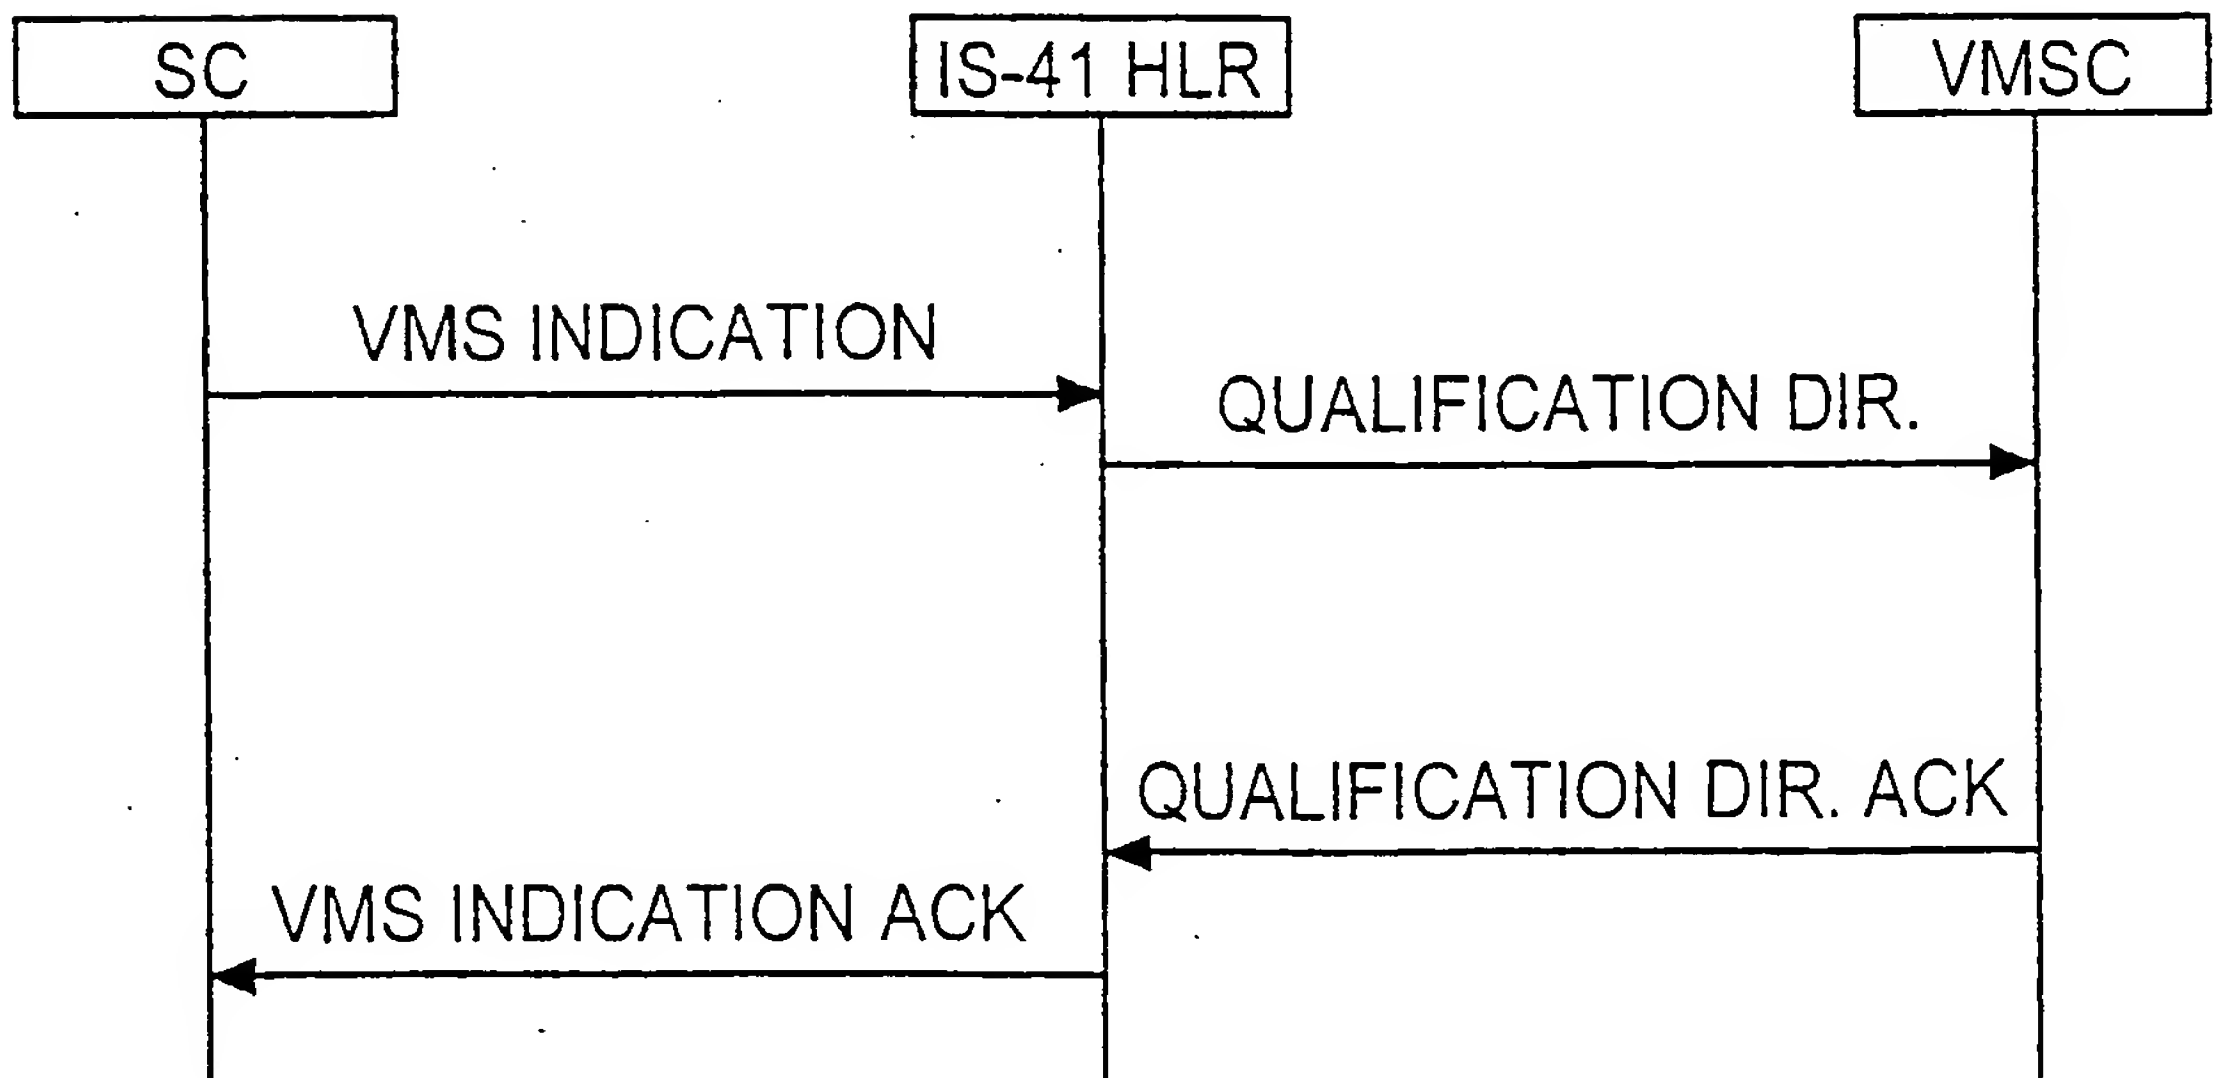 SC
IS-41 HLR
VMSC
VMS INDICATION
QUALIFICATION DIR.
QUALIFICATION DIR. ACK
VMS INDICATION ACK